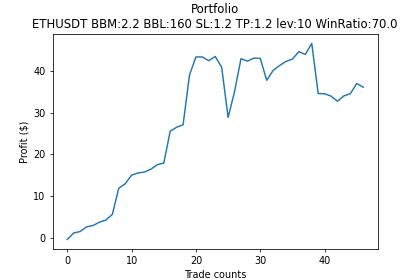 Portfolio
ETHUSDT BBM:2.2 BBL:160 SL:1.2 TP:1.2 lev:10 WinRatio:70.0
Profit ($)
40
30
20
10
0
0 10 20 30 40
Trade counts